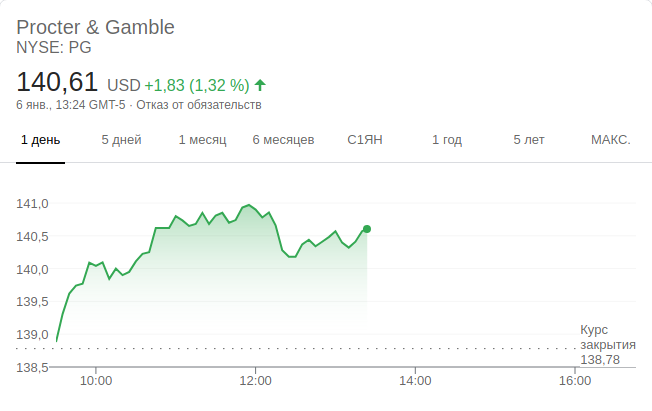 Procter & Gamble
NYSE: PG
140,61 USD +1,83 (1,32 %)
6 янв., 13:24 GMT-5 · Отказ от обязательств
1 день 5 дней 1 месяц 6 месяцев С1ЯН 1 год 5 лет МАКС.
141,0
140,5
140,0
139,5
139,0
138,5
Курс
закрытия
138,78
10:00 12:00 14:00 16:00